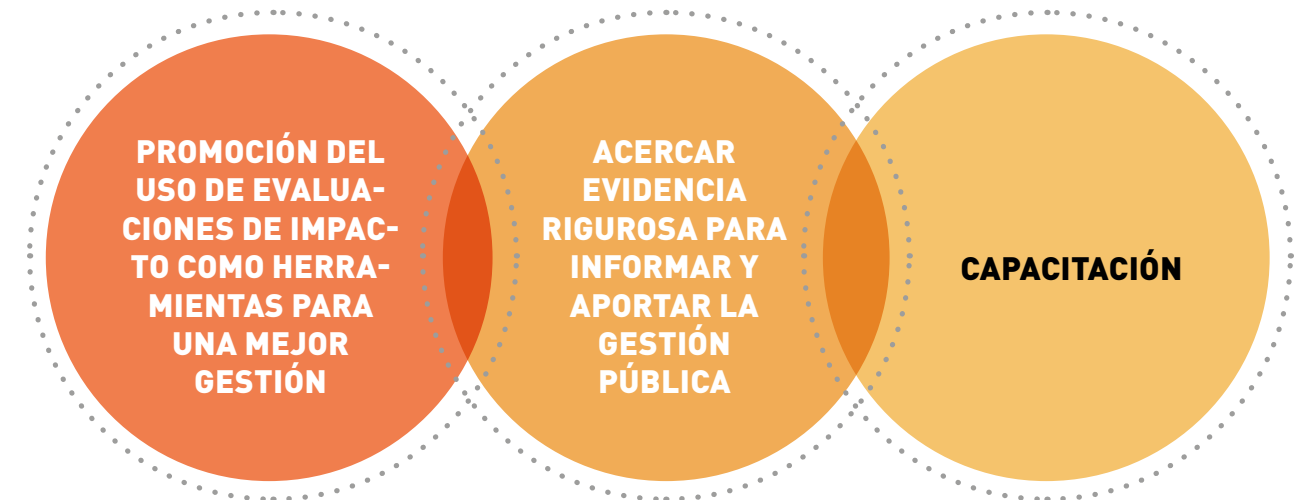 PROMOCIÓN DEL
USO DE EVALUA-
CIONES DE IMPAC-
TO COMO HERRA-
MIENTAS PARA
UNA MEJOR
GESTIÓN
ACERCAR
EVIDENCIA
RIGUROSA PARA
INFORMAR Y
APORTAR LA
GESTIÓN
PÚBLICA
CAPACITACIÓN